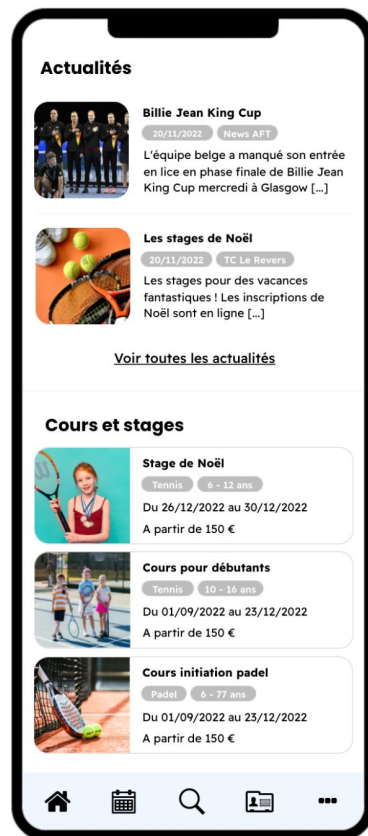 Actualités
Billie Jean King Cup
20/11/2022 News AFT
L'équipe belge a manqué son entrée
en lice en phase finale de Billie Jean
King Cup mercredi à Glasgow [...]
Les stages de Noël
20/11/2022 TC Le Revers
Les stages pour des vacances
fantastiques ! Les inscriptions de
Noël sont en ligne [...]
Voir toutes les actualités
Cours et stages
Stage de Noël
Tennis 6 - 12 ans
Du 26/12/2022 au 30/12/2022
A partir de 150 €
Cours pour débutants
Tennis 10 - 16 ans
Du 01/09/2022 au 23/12/2022
A partir de 150 €
Cours initiation padel
Padel 6 - 77 ans
Du 01/09/2022 au 23/12/2022
A partir de 150 €